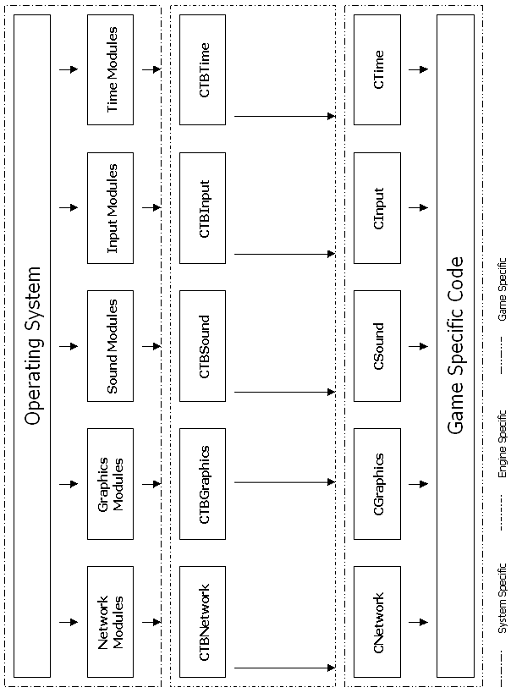 Operating System
Network
Modules
Graphics
Modules
Sound Modules
Input Modules
Time Modules
CTBNetwork
CTBGraphics
CTBSound
CTBInput
CTBTime
CNetwork
CGraphics
CSound
CInput
CTime
Game Specific Code
System Specific
Engine Specific
Game Specific